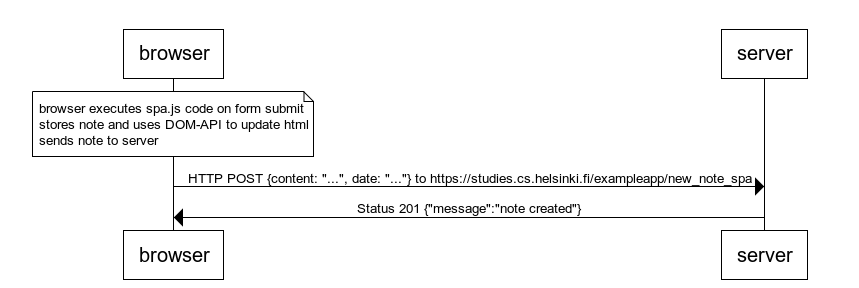 browser
server
browser executes spa.js code on form submit
stores note and uses DOM-API to update html
sends note to server
HTTP POST {content: "...", date: "..."} to https://studies.cs.helsinki.fi/exampleapp/new_note_spa
Status 201 {"message":"note created"}
browser
server